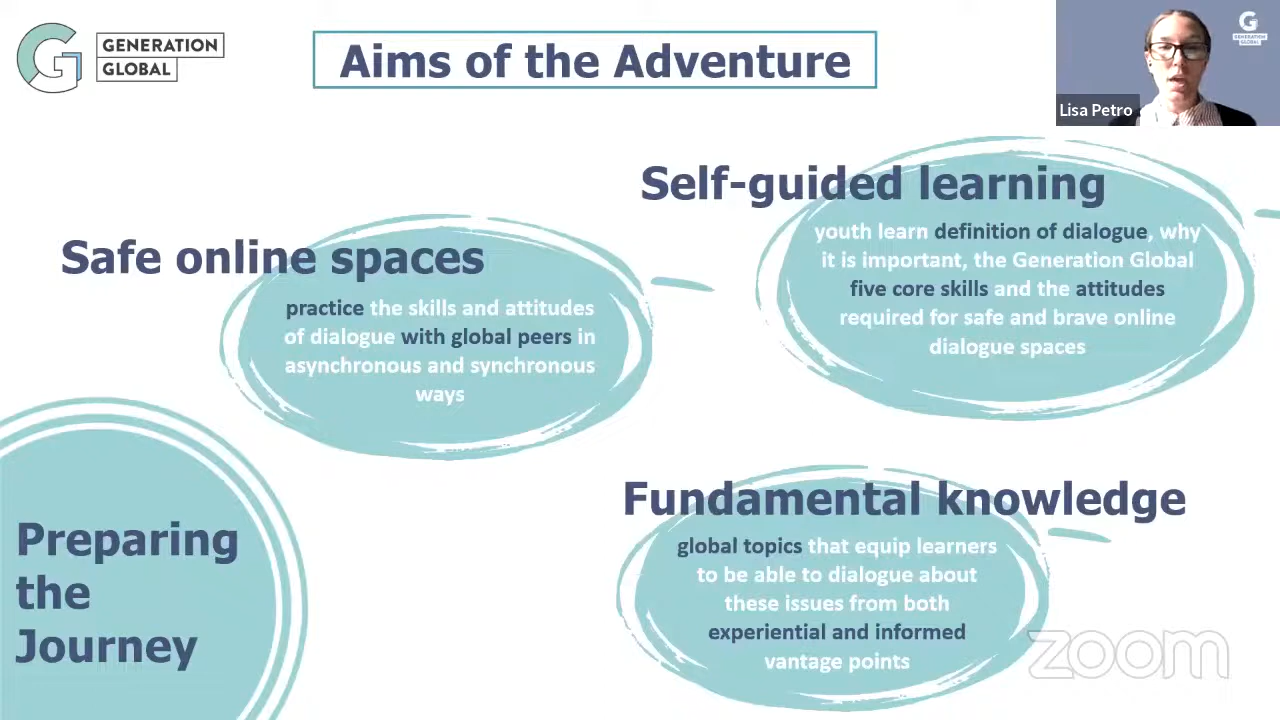 GENERATION
GLOBAL
Aims of the Adventure
G
GENERATION
GLOBAL
Lisa Petro
Self-guided learning
youth learn definition of dialogue, why
it is important, the Generation Global
five core skills and the attitudes
required for safe and brave online
dialogue spaces
Safe online spaces
practice the skills and attitudes
of dialogue with global peers in
asynchronous and synchronous
ways
Fundamental knowledge
global topics that equip learners
to be able to dialogue about
these issues from both
experiential and informed
vantage points
Preparing
the
Journey
zoom